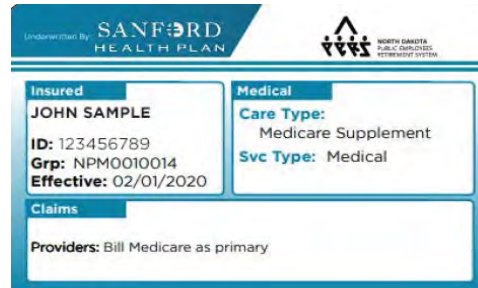 Underwritten By SANFORD
HEALTH PLAN
NORTH DAKOTA
PUBLIC EMPLOYEES
RETIREMENT SYSTEM
Insured
JOHN SAMPLE
ID: 123456789
Grp: NPM0010014
Effective: 02/01/2020
Medical
Care Type:
Medicare Supplement
Svc Type: Medical
Claims
Providers: Bill Medicare as primary